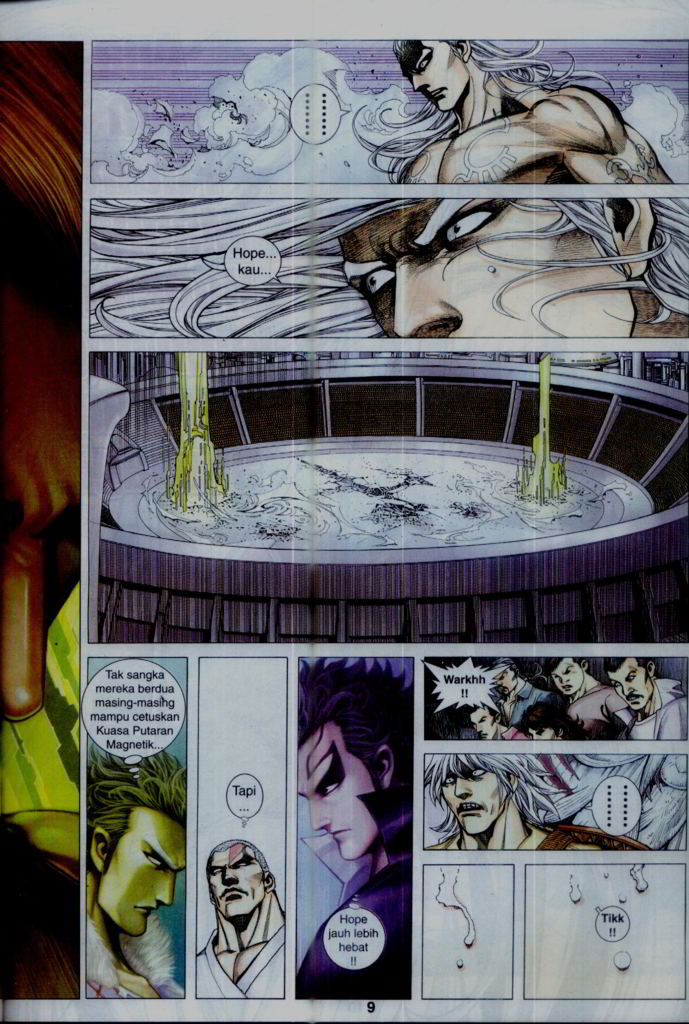 Hope...
kau...
Tak sangka
mereka berdua
masing-masing
mampu cetuskan
Kuasa Putaran
Magnetik...
Tapi
...
Hope
jauh lebih
hebat
Warkhh
!!
Tikk
!!
9